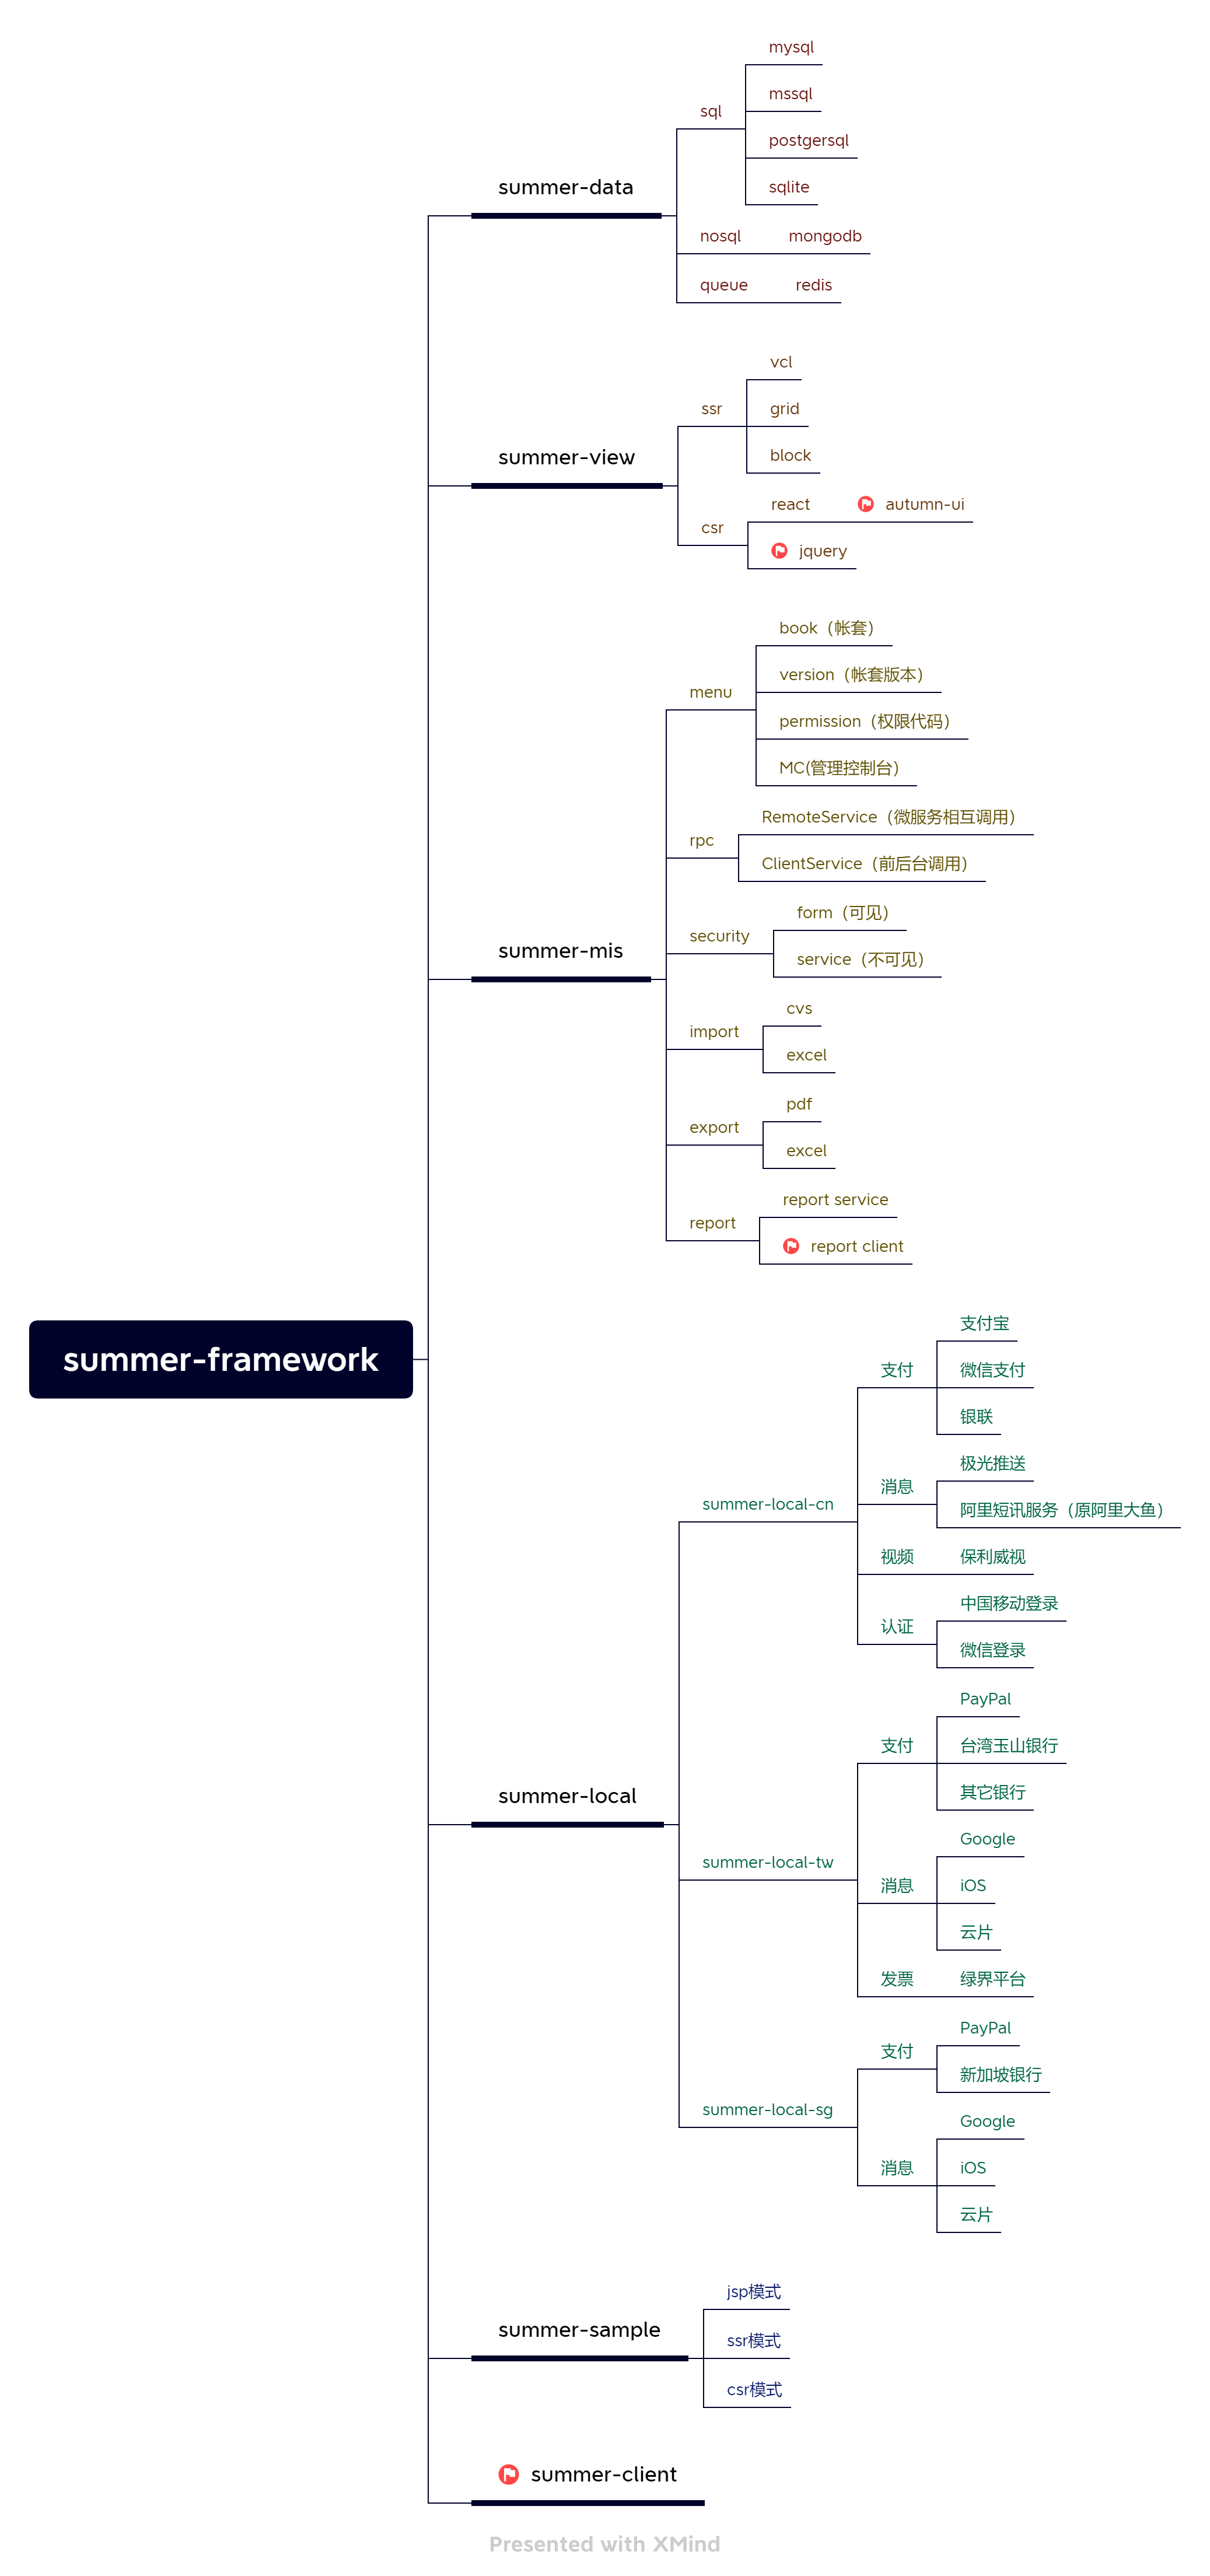 summer-framework
summer-data
sql
mysql
mssql
postgersql
sqlite
nosql
mongodb
queue
redis
summer-view
ssr
vcl
grid
block
csr
react
autumn-ui
jquery
summer-mis
menu
book（帐套）
version（帐套版本）
permission（权限代码）
MC(管理控制台）
rpc
RemoteService（微服务相互调用）
ClientService（前后台调用）
security
form（可见）
service（不可见）
import
cvs
excel
export
pdf
excel
report
report service
report client
summer-local
summer-local-cn
支付
支付宝
微信支付
银联
消息
极光推送
阿里短讯服务（原阿里大鱼）
视频
保利威视
认证
中国移动登录
微信登录
summer-local-tw
支付
PayPal
台湾玉山银行
其它银行
消息
Google
iOS
云片
发票
绿界平台
summer-local-sg
支付
PayPal
新加坡银行
消息
Google
iOS
云片
summer-sample
jsp模式
ssr模式
csr模式
summer-client
Presented with XMind